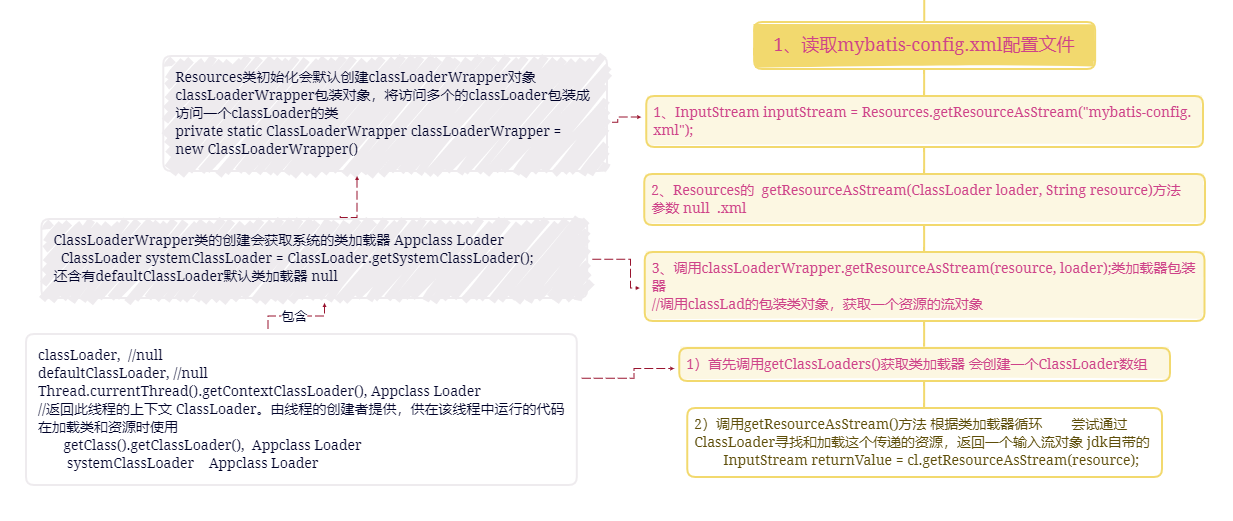 1、读取mybatis-config.xml配置文件
Resources类初始化会默认创建classLoaderWrapper对象
classLoaderWrapper包装对象，将访问多个的classLoader包装成
访问一个classLoader的类
private static ClassLoaderWrapper classLoaderWrapper =
new ClassLoaderWrapper()
1、InputStream inputStream = Resources.getResourceAsStream("mybatis-config.
xml");
2、Resources的  getResourceAsStream(ClassLoader loader, String resource)方法
参数 null  .xml
ClassLoaderWrapper类的创建会获取系统的类加载器 Appclass Loader
ClassLoader systemClassLoader = ClassLoader.getSystemClassLoader();
还含有defaultClassLoader默认类加载器 null
3、调用classLoaderWrapper.getResourceAsStream(resource, loader);类加载器包装
器
//调用classLad的包装类对象，获取一个资源的流对象
包含
classLoader,  //null
defaultClassLoader, //null
Thread.currentThread().getContextClassLoader(), Appclass Loader
//返回此线程的上下文 ClassLoader。由线程的创建者提供，供在该线程中运行的代码
在加载类和资源时使用
getClass().getClassLoader(),  Appclass Loader
systemClassLoader    Appclass Loader
1）首先调用getClassLoaders()获取类加载器 会创建一个ClassLoader数组
2）调用getResourceAsStream()方法 根据类加载器循环        尝试通过
ClassLoader寻找和加载这个传递的资源，返回一个输入流对象 jdk自带的
InputStream returnValue = cl.getResourceAsStream(resource);